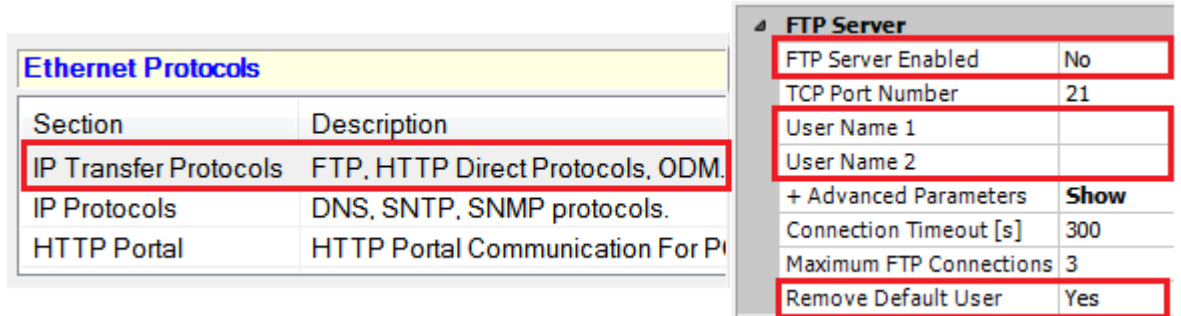 Ethernet Protocols
Section Description
IP Transfer Protocols FTP, HTTP Direct Protocols, ODM.
IP Protocols DNS, SNTP, SNMP protocols.
HTTP Portal HTTP Portal Communication For
FTP Server
FTP Server Enabled No
TCP Port Number 21
User Name 1
User Name 2
+ Advanced Parameters Show
Connection Timeout [s] 300
Maximum FTP Connections 3
Remove Default User Yes